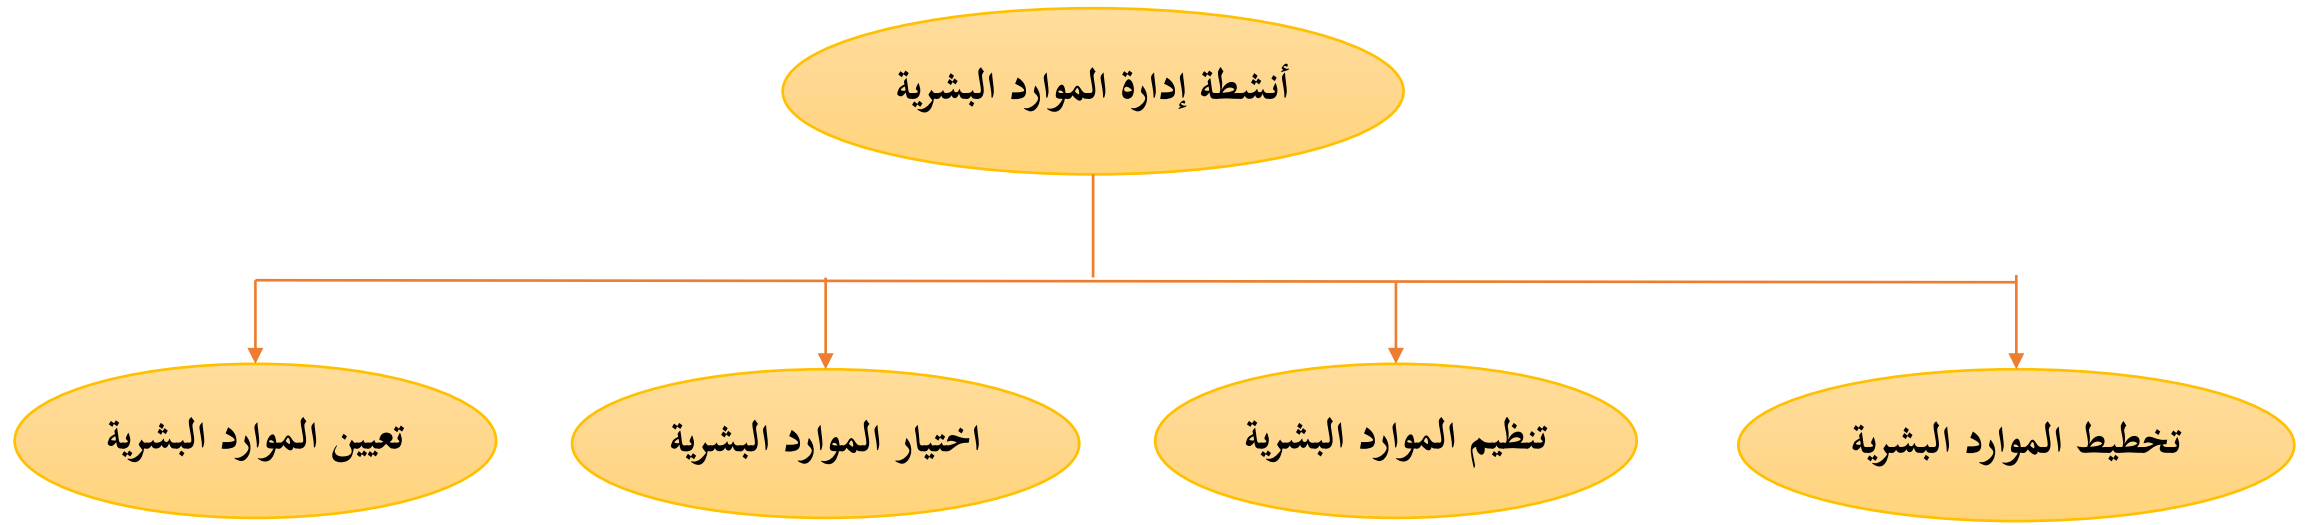 أنشطة إدارة الموارد البشرية
تخطيط الموارد البشرية
تنظيم الموارد البشرية
اختيار الموارد البشرية
تعيين الموارد البشرية